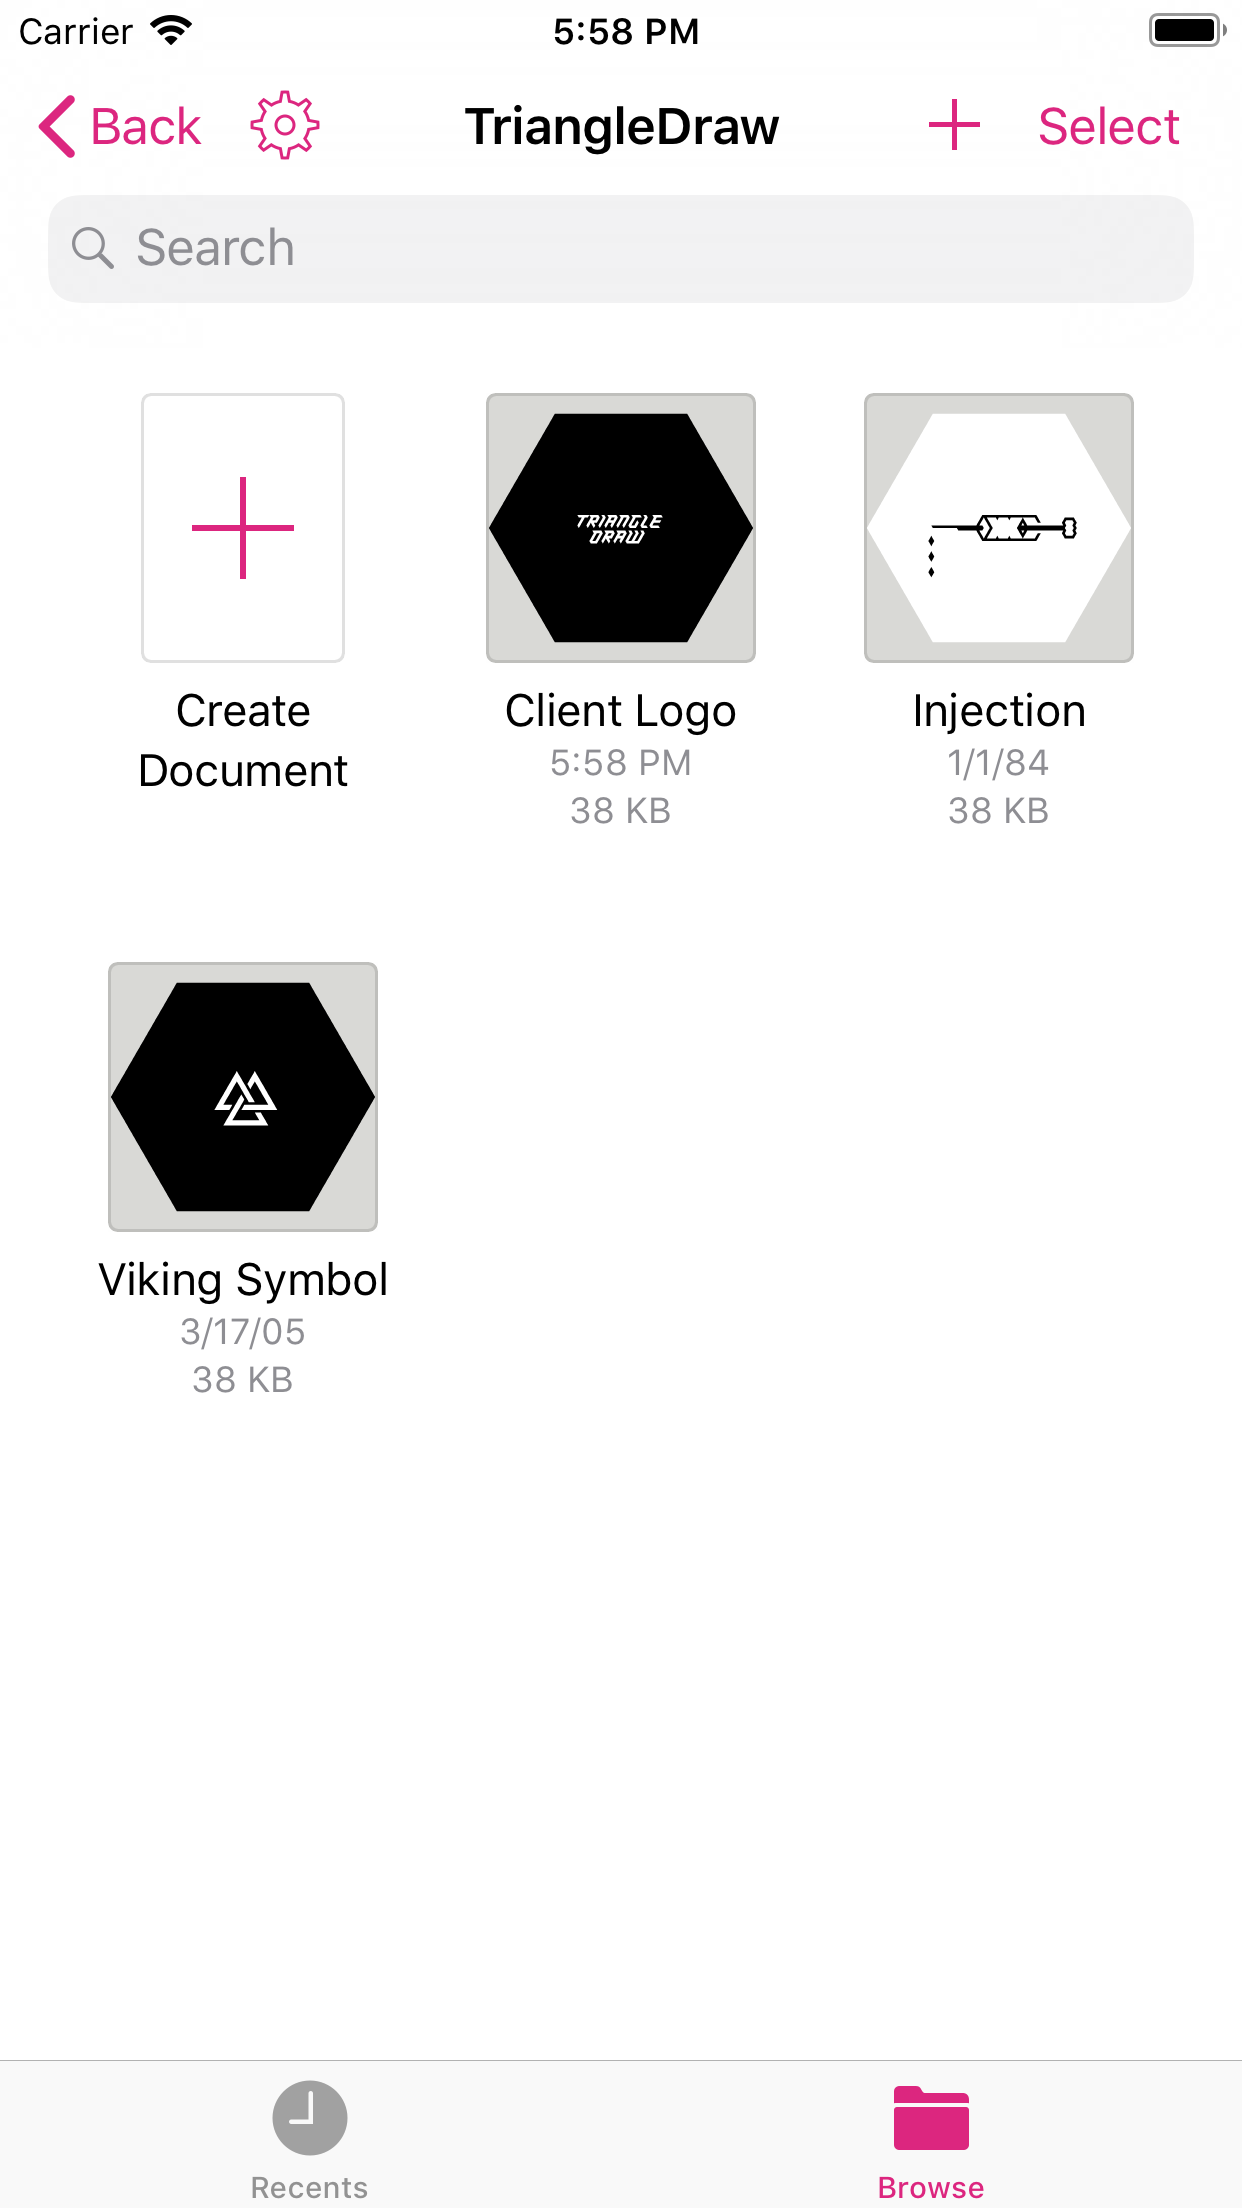 Carrier 5:58 PM
Back TriangleDraw Select
Search
TRIANGLE
DRAW
Create
Document
Client Logo
5:58 PM
38 KB
Injection
1/1/84
38 KB
Viking Symbol
3/17/05
38 KB
Recents Browse